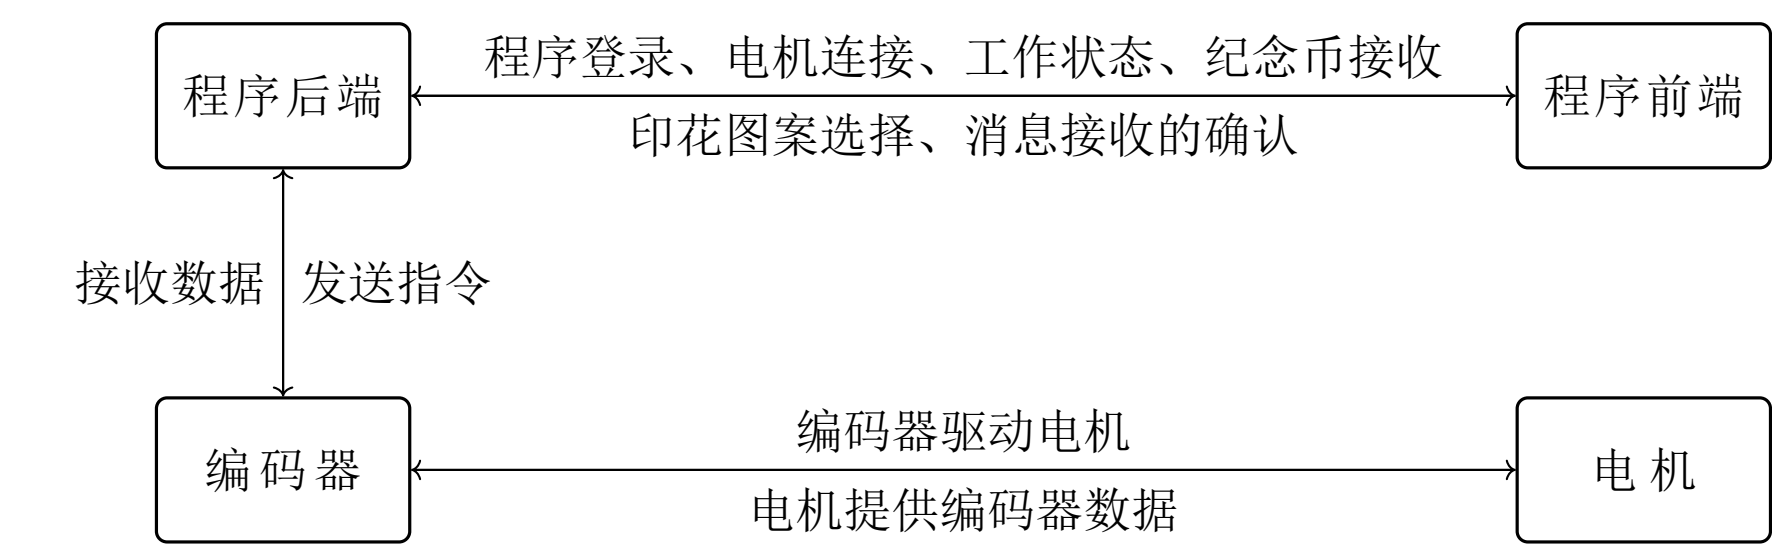 程序登录、电机连接、工作状态、纪念币接收
程序后端
程序前端
印花图案选择、消息接收的确认
接收数据
发送指令
编码器驱动电机
编码器
电机
电机提供编码器数据